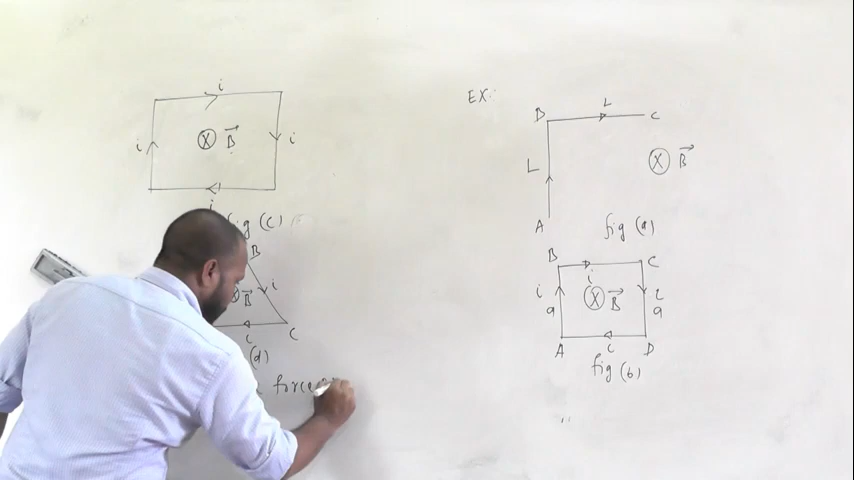 i
i
⊗ B⃗
i
i
fig (c)
B
i
B⃗
i
C
(d)
force
EX:
B
L
C
L
⊗ B⃗
A
fig (a)
B
C
i
i
i
⊗ B⃗
a
a
A
i
D
fig (b)